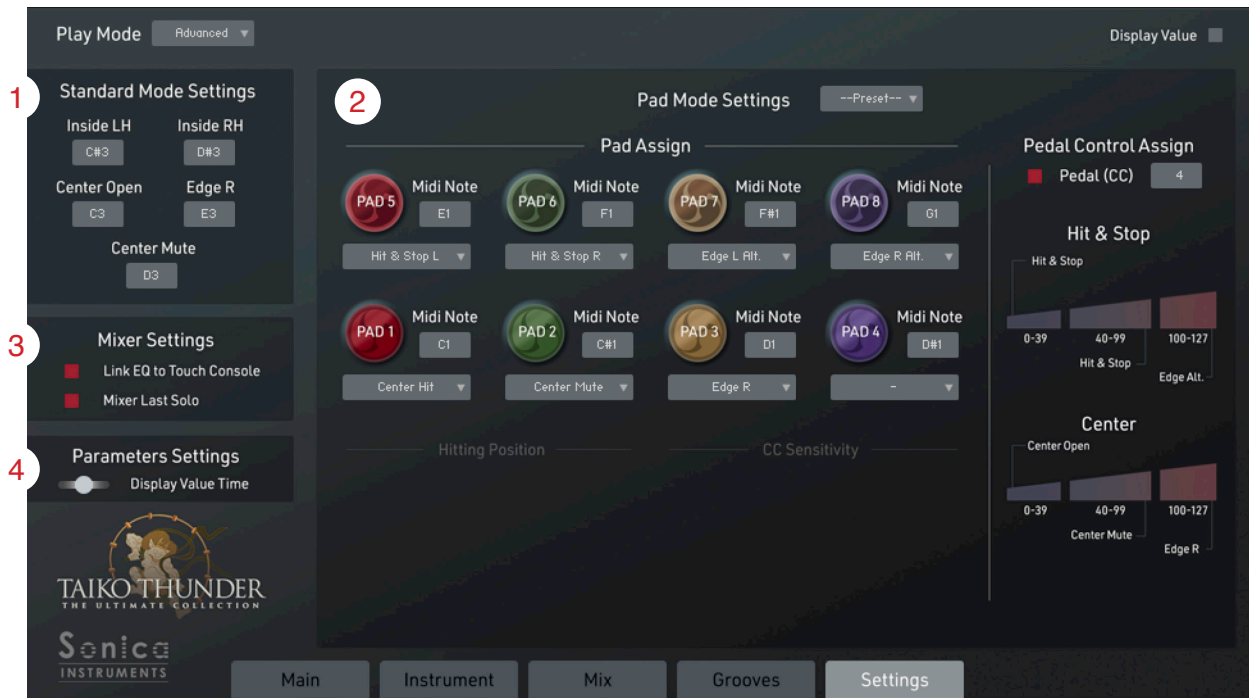 Play Mode Advanced
Display Value
1
Standard Mode Settings
Inside LH Inside RH
C#3 D#3
Center Open Edge R
C3 E3
Center Mute
D3
3
Mixer Settings
Link EQ to Touch Console
Mixer Last Solo
4
Parameters Settings
Display Value Time
TAIKO THUNDER
THE ULTIMATE COLLECTION
Sonica
INSTRUMENTS
2
Pad Mode Settings --Preset--
Pad Assign
PAD 5 Midi Note E1
Hit & Stop L
PAD 6 Midi Note F1
Hit & Stop R
PAD 7 Midi Note F#1
Edge L Alt.
PAD 8 Midi Note G1
Edge R Alt.
PAD 1 Midi Note C1
Center Hit
PAD 2 Midi Note C#1
Center Mute
PAD 3 Midi Note D1
Edge R
PAD 4 Midi Note D#1
-
Hitting Position CC Sensitivity
Pedal Control Assign
Pedal (CC) 4
Hit & Stop
Hit & Stop
0-39 40-99 100-127
Hit & Stop
Edge Alt.
Center
Center Open
0-39 40-99 100-127
Center Mute
Edge R
Main Instrument Mix Grooves Settings